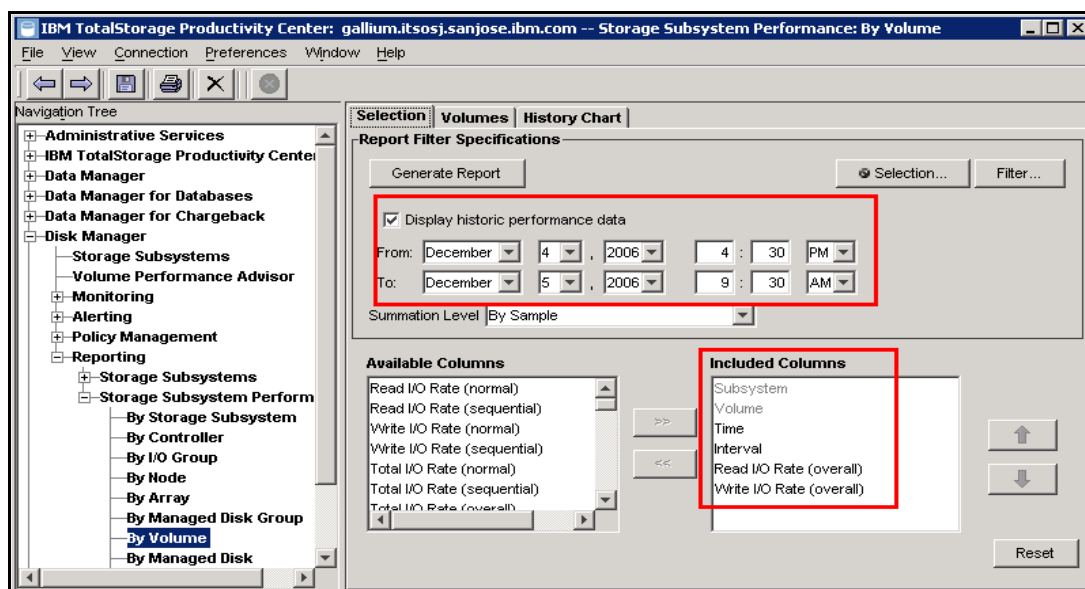 IBM TotalStorage Productivity Center: gallium.itsosj.sanjose.ibm.com -- Storage Subsystem Performance: By Volume
File View Connection Preferences Window Help
Navigation Tree
Administrative Services
IBM TotalStorage Productivity Center
Data Manager
Data Manager for Databases
Data Manager for Chargeback
Disk Manager
Storage Subsystems
Volume Performance Advisor
Monitoring
Alerting
Policy Management
Reporting
Storage Subsystems
Storage Subsystem Perform
By Storage Subsystem
By Controller
By I/O Group
By Node
By Array
By Managed Disk Group
By Volume
By Managed Disk
Selection Volumes History Chart
Report Filter Specifications
Generate Report Selection... Filter...
Display historic performance data
From: December 4 , 2006 4 : 30 PM
To: December 5 , 2006 9 : 30 AM
Summation Level By Sample
Available Columns
Read I/O Rate (normal)
Read I/O Rate (sequential)
Write I/O Rate (normal)
Write I/O Rate (sequential)
Total I/O Rate (normal)
Total I/O Rate (sequential)
Total I/O Rate (overall)
>>
<<
Included Columns
Subsystem
Volume
Time
Interval
Read I/O Rate (overall)
Write I/O Rate (overall)
Reset